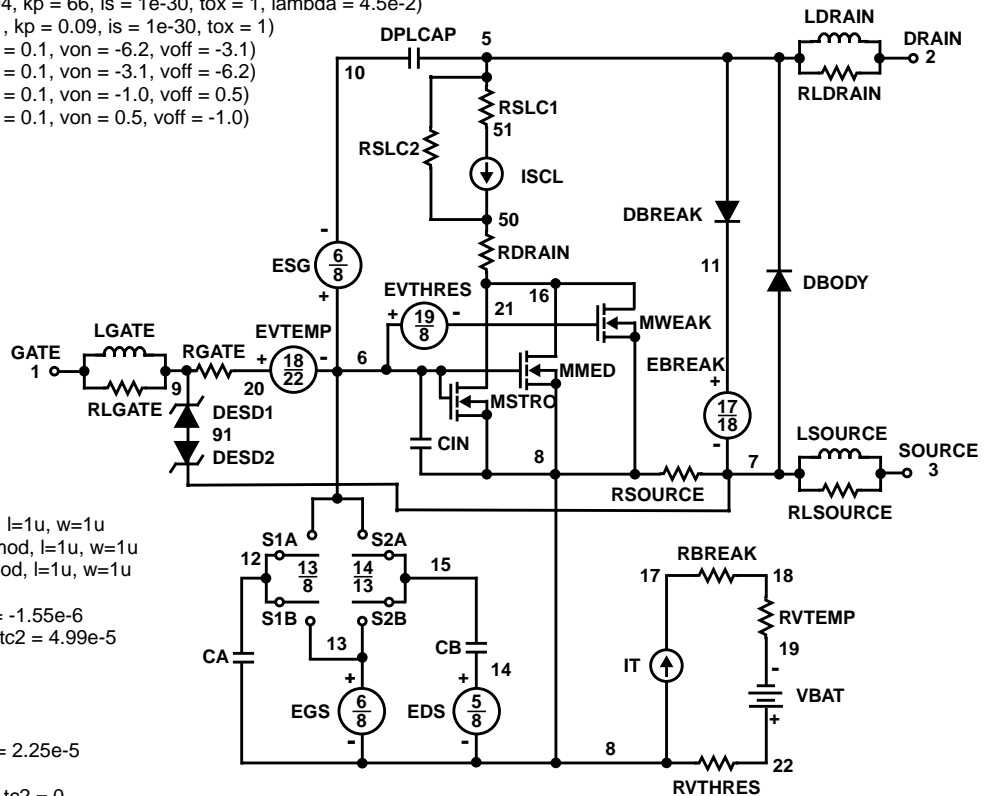 4, kp = 66, is = 1e-30, tox = 1, lambda = 4.5e-2)
, kp = 0.09, is = 1e-30, tox = 1)
= 0.1, von = -6.2, voff = -3.1)
= 0.1, von = -3.1, voff = -6.2)
= 0.1, von = -1.0, voff = 0.5)
= 0.1, von = 0.5, voff = -1.0)
LDRAIN
DPLCAP
5
DRAIN
2
10
RLDRAIN
RSLC1
51
RSLC2
ISCL
DBREAK
50
RDRAIN
ESG
6
8
-
+
11
DBODY
EVTHRES
+
19
8
-
21
16
MWEAK
LGATE
EVTEMP
GATE
1
RGATE
+
18
22
-
6
EBREAK
+
MMED
9
20
RLGATE
DESD1
91
DESD2
MSTRO
17
18
-
CIN
8
LSOURCE
7
SOURCE
3
RSOURCE
RLSOURCE
l=1u, w=1u
mod, l=1u, w=1u
od, l=1u, w=1u
S1A
S2A
12
13
8
14
13
15
RBREAK
17
18
= -1.55e-6
tc2 = 4.99e-5
S1B
S2B
RVTEMP
13
CB
19
CA
14
IT
-
VBAT
+
+
EGS
6
8
-
+
EDS
5
8
-
= 2.25e-5
8
22
RVTHRES
tc2 = 0